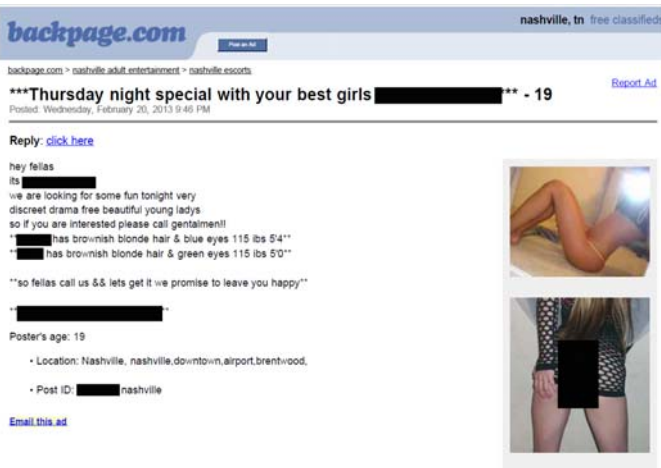 backpage.com
Post an Ad
nashville, tn free classifieds
backpage.com > nashville adult entertainment > nashville escorts
***Thursday night special with your best girls *** - 19
Report Ad
Posted: Wednesday, February 20, 2013 9:46 PM
Reply: click here
hey fellas
its
we are looking for some fun tonight very
discreet drama free beautiful young ladys
so if you are interested please call gentalmen!!
** has brownish blonde hair & blue eyes 115 lbs 5'4**
** has brownish blonde hair & green eyes 115 lbs 5'0**
**so fellas call us && lets get it we promise to leave you happy**
** **
Poster's age: 19
• Location: Nashville, nashville,downtown,airport,brentwood,
• Post ID: nashville
Email this ad